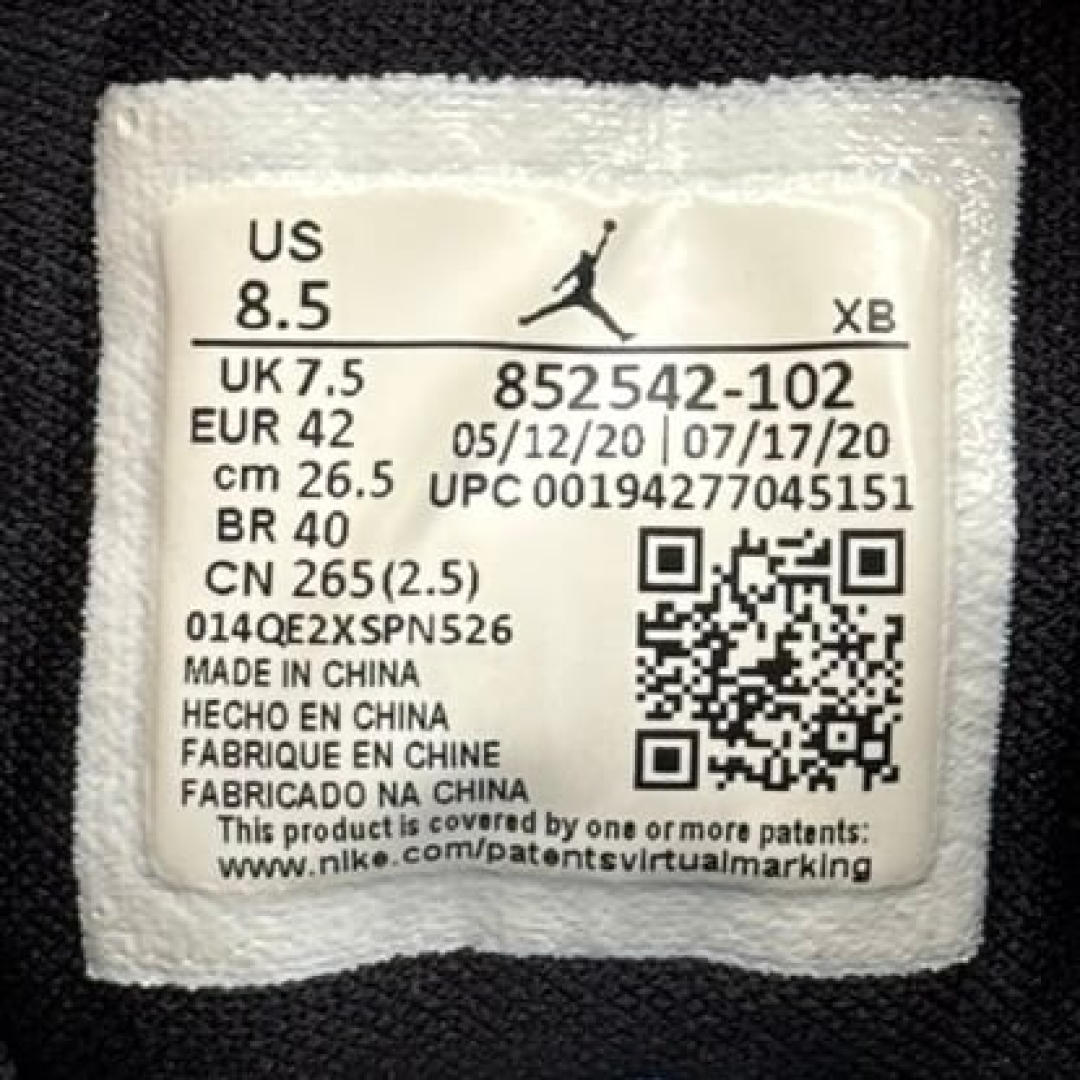 US
8.5
XB
UK 7.5
EUR 42
cm 26.5
BR 40
CN 265(2.5)
852542-102
05/12/20 | 07/17/20
UPC 00194277045151
014QE2XSPN526
MADE IN CHINA
HECHO EN CHINA
FABRIQUE EN CHINE
FABRICADO NA CHINA
This product is covered by one or more patents:
www.nike.com/patentsvirtualmarking